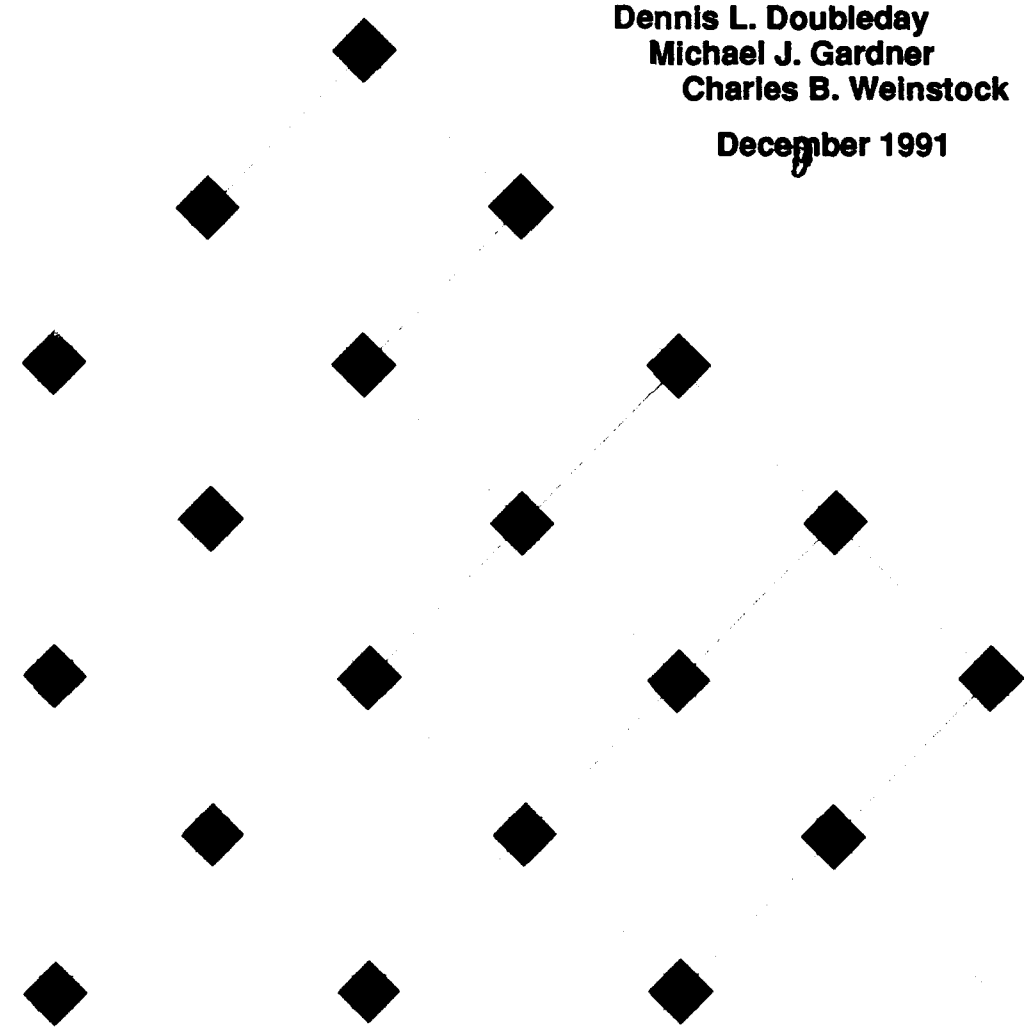 Dennis L. Doubleday
Michael J. Gardner
Charles B. Weinstock
December 1991